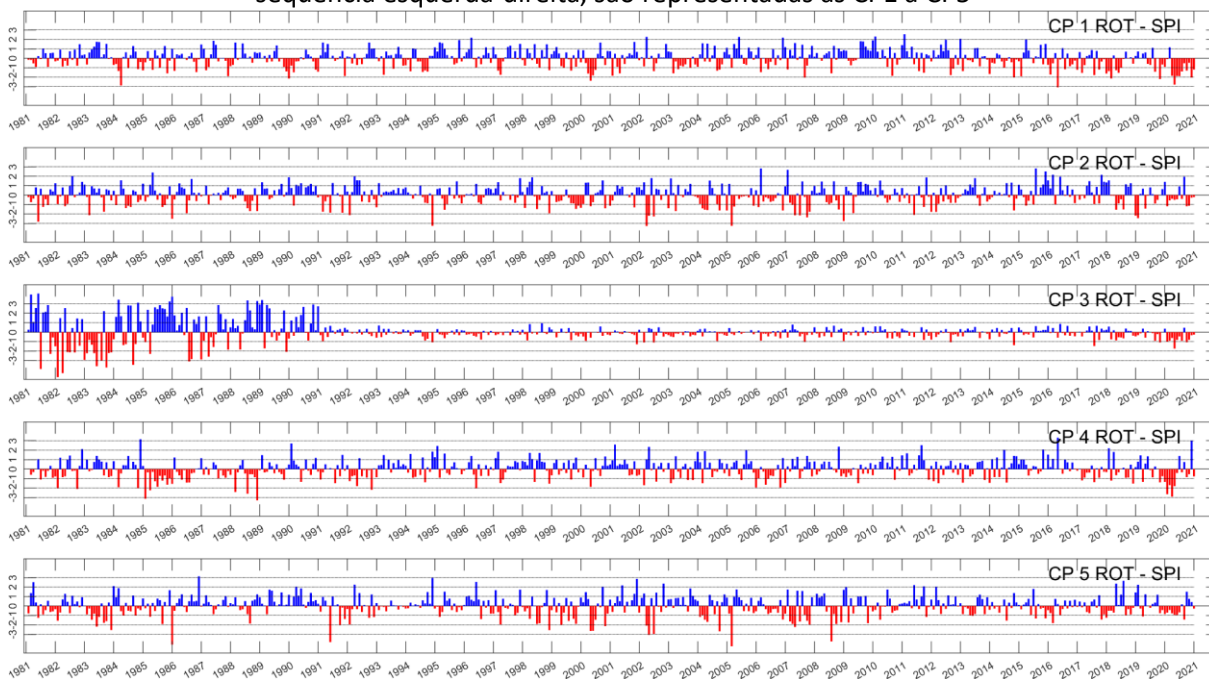 sequência esquerda-direita, são representadas as CP1 a CP5
CP 1 ROT - SPI
-3-2-1 0 1 2 3
1981 1982 1983 1984 1985 1986 1987 1988 1989 1990 1991 1992 1993 1994 1995 1996 1997 1998 1999 2000 2001 2002 2003 2004 2005 2006 2007 2008 2009 2010 2011 2012 2013 2014 2015 2016 2017 2018 2019 2020 2021
CP 2 ROT - SPI
-3-2-1 0 1 2 3
1981 1982 1983 1984 1985 1986 1987 1988 1989 1990 1991 1992 1993 1994 1995 1996 1997 1998 1999 2000 2001 2002 2003 2004 2005 2006 2007 2008 2009 2010 2011 2012 2013 2014 2015 2016 2017 2018 2019 2020 2021
CP 3 ROT - SPI
-3-2-1 0 1 2 3
1981 1982 1983 1984 1985 1986 1987 1988 1989 1990 1991 1992 1993 1994 1995 1996 1997 1998 1999 2000 2001 2002 2003 2004 2005 2006 2007 2008 2009 2010 2011 2012 2013 2014 2015 2016 2017 2018 2019 2020 2021
CP 4 ROT - SPI
-3-2-1 0 1 2 3
1981 1982 1983 1984 1985 1986 1987 1988 1989 1990 1991 1992 1993 1994 1995 1996 1997 1998 1999 2000 2001 2002 2003 2004 2005 2006 2007 2008 2009 2010 2011 2012 2013 2014 2015 2016 2017 2018 2019 2020 2021
CP 5 ROT - SPI
-3-2-1 0 1 2 3
1981 1982 1983 1984 1985 1986 1987 1988 1989 1990 1991 1992 1993 1994 1995 1996 1997 1998 1999 2000 2001 2002 2003 2004 2005 2006 2007 2008 2009 2010 2011 2012 2013 2014 2015 2016 2017 2018 2019 2020 2021